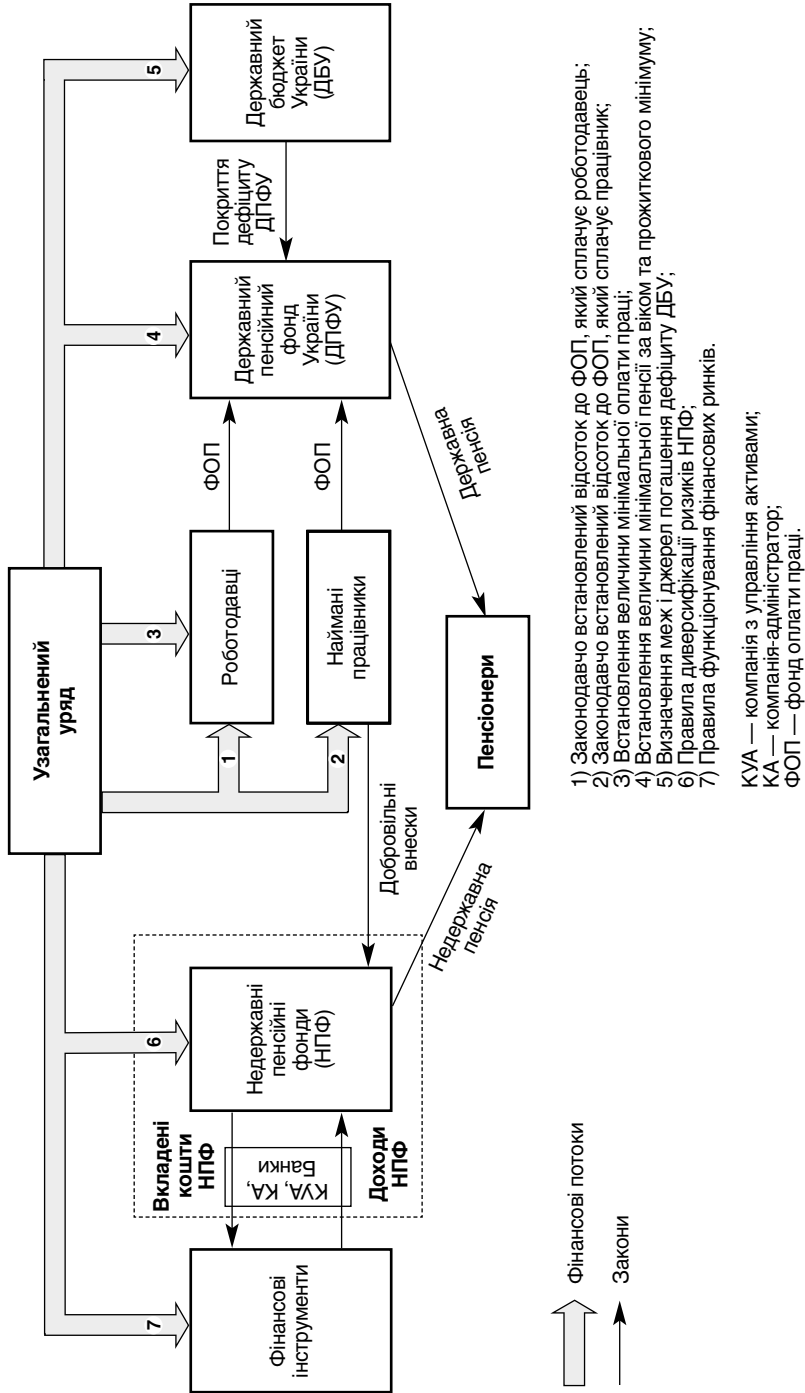 Узагальнений
уряд
7
6
1
2
3
4
5
Фінансові
інструменти
Вкладені
кошти
НПФ
КУА, КА,
Банки
Доходи
НПФ
Недержавні
пенсійні
фонди
(НПФ)
Добровільні
внески
Роботодавці
Наймані
працівники
ФОП
ФОП
Державний
пенсійний
фонд
України
(ДПФУ)
Покриття
дефіциту
ДПФУ
Державний
бюджет
України
(ДБУ)
Недержавна
пенсія
Державна
пенсія
Пенсіонери
Фінансові потоки
Закони
1) Законодавчо встановлений відсоток до ФОП, який сплачує роботодавець;
2) Законодавчо встановлений відсоток до ФОП, який сплачує працівник;
3) Встановлення величини мінімальної оплати праці;
4) Встановлення величини мінімальної пенсії за віком та прожиткового мінімуму;
5) Визначення меж і джерел погашення дефіциту ДБУ;
6) Правила диверсифікації ризиків НПФ;
7) Правила функціонування фінансових ринків.
КУА — компанія з управління активами;
КА — компанія-адміністратор;
ФОП — фонд оплати праці.